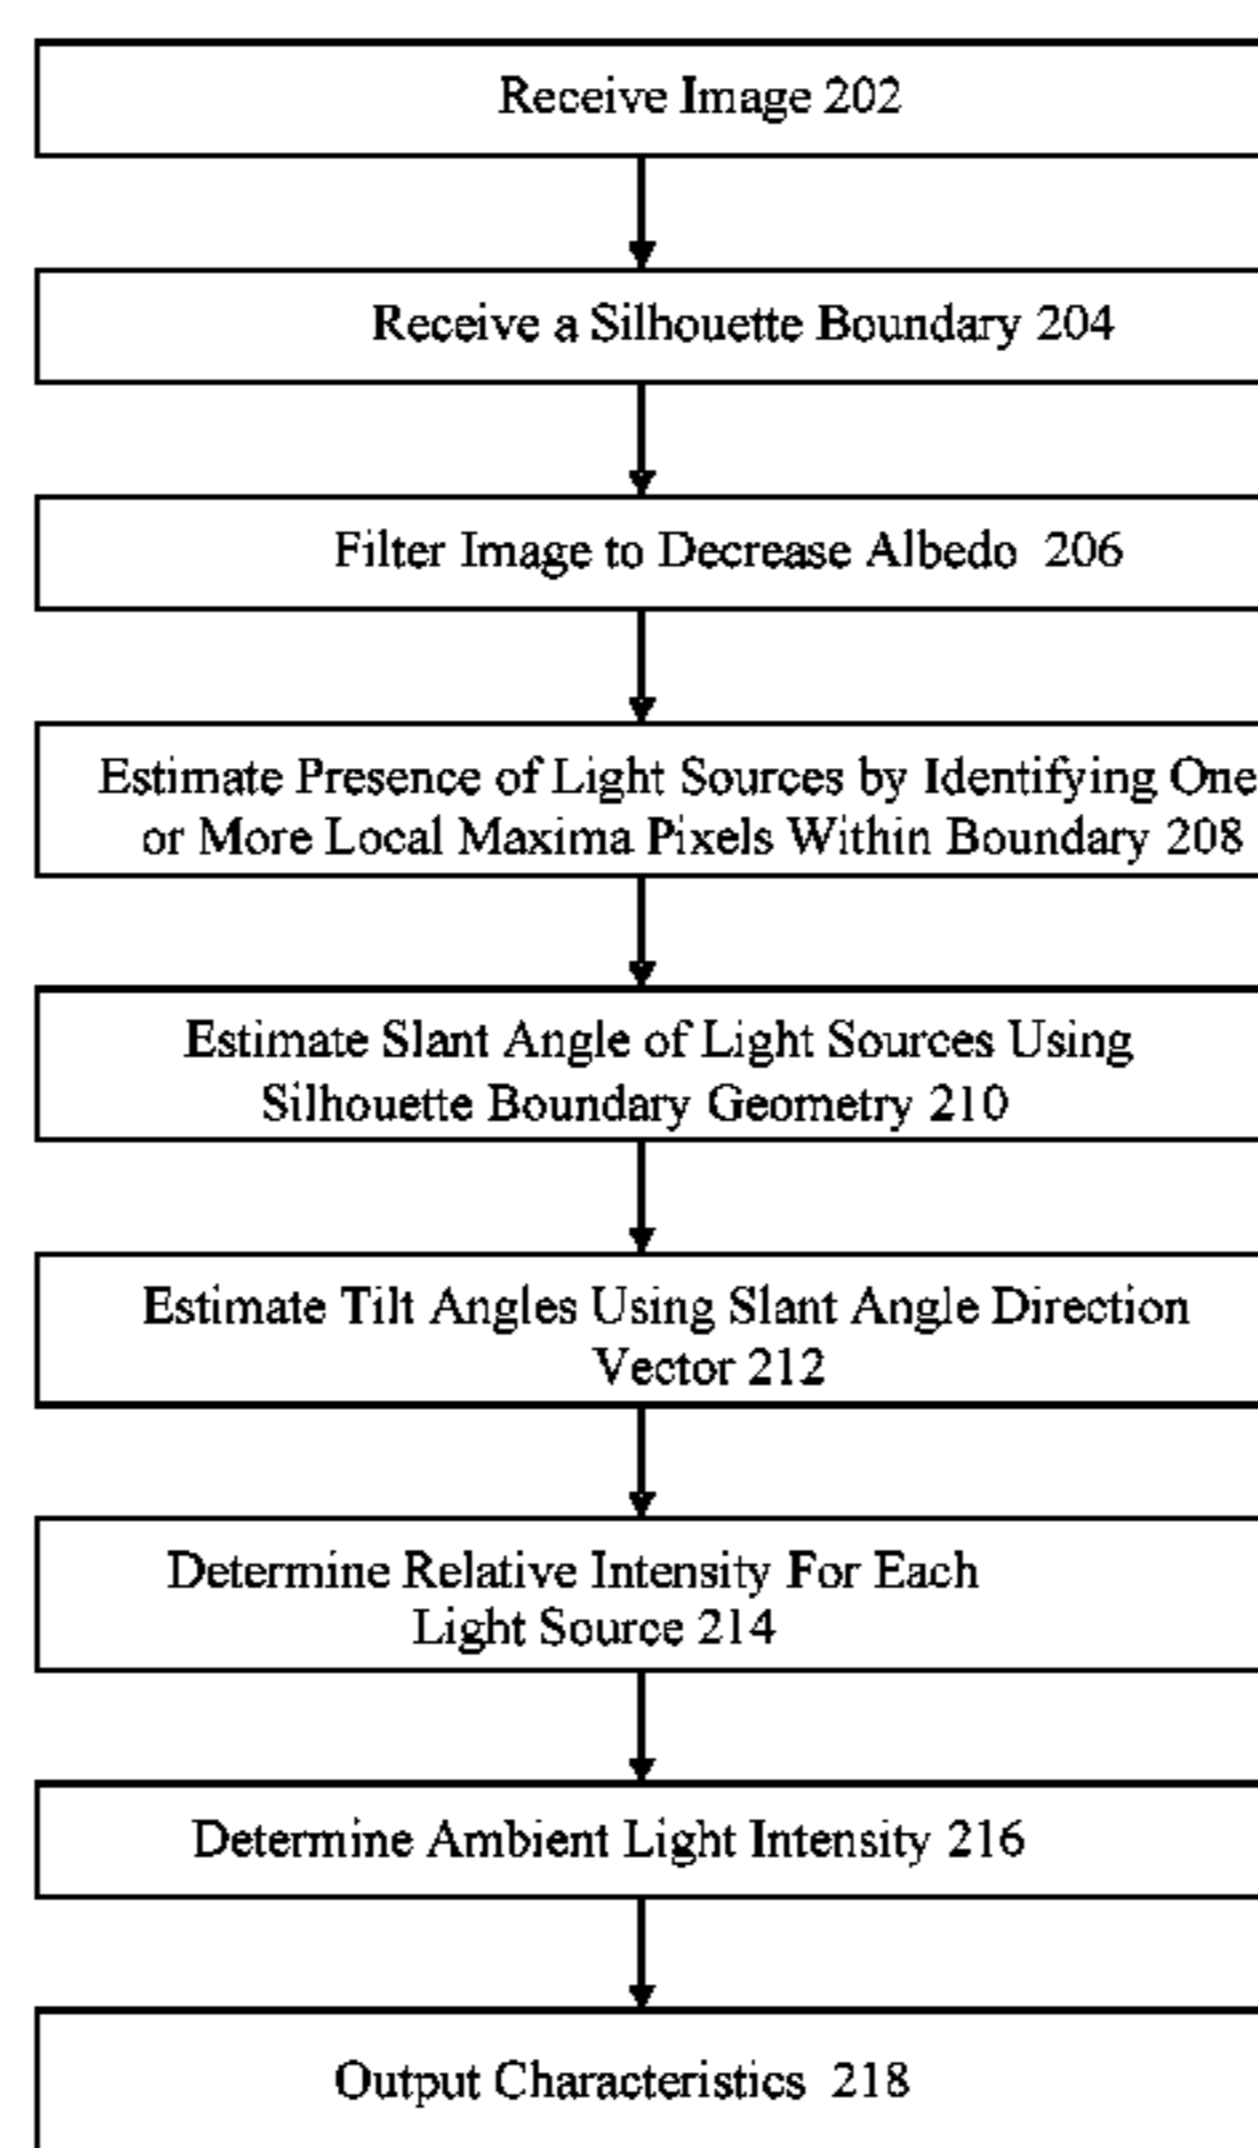 Receive Image 202
Receive a Silhouette Boundary 204
Filter Image to Decrease Albedo 206
Estimate Presence of Light Sources by Identifying One
or More Local Maxima Pixels Within Boundary 208
Estimate Slant Angle of Light Sources Using
Silhouette Boundary Geometry 210
Estimate Tilt Angles Using Slant Angle Direction
Vector 212
Determine Relative Intensity For Each
Light Source 214
Determine Ambient Light Intensity 216
Output Characteristics 218